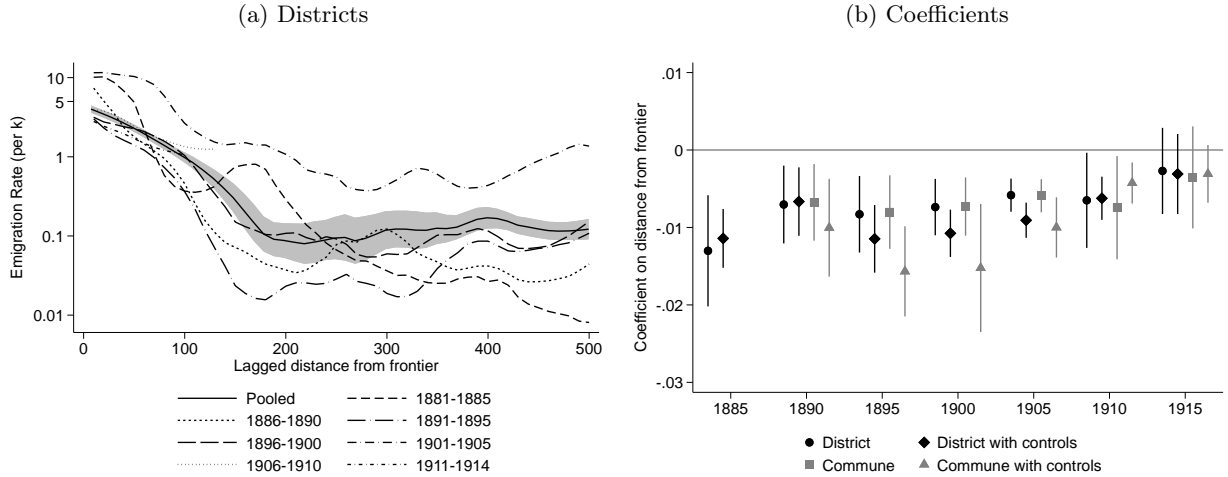 (a) Districts
(b) Coefficients
Emigration Rate (per k)
10
5
1
0.1
0.01
0 100 200 300 400 500
Lagged distance from frontier
Pooled 1881-1885
1886-1890 1891-1895
1896-1900 1901-1905
1906-1910 1911-1914
Coefficient on distance from frontier
.01
0
-.01
-.02
-.03
1885 1890 1895 1900 1905 1910 1915
District District with controls
Commune Commune with controls